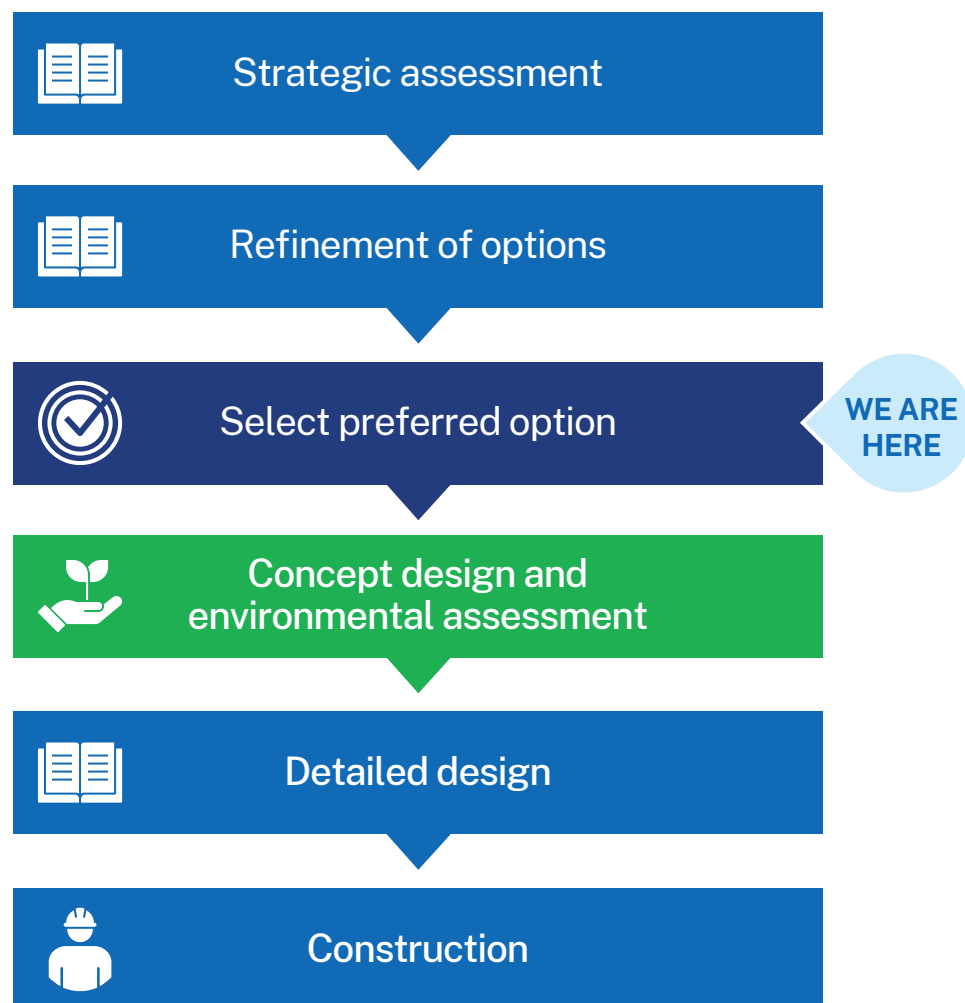 Strategic assessment
Refinement of options
Select preferred option
WE ARE
HERE
Concept design and
environmental assessment
Detailed design
Construction